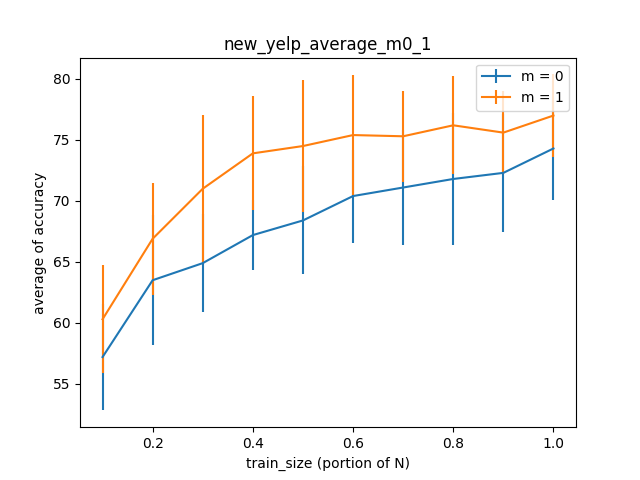 new_yelp_average_m0_1
m = 0
m = 1
80
75
70
65
60
55
average of accuracy
0.2 0.4 0.6 0.8 1.0
train_size (portion of N)